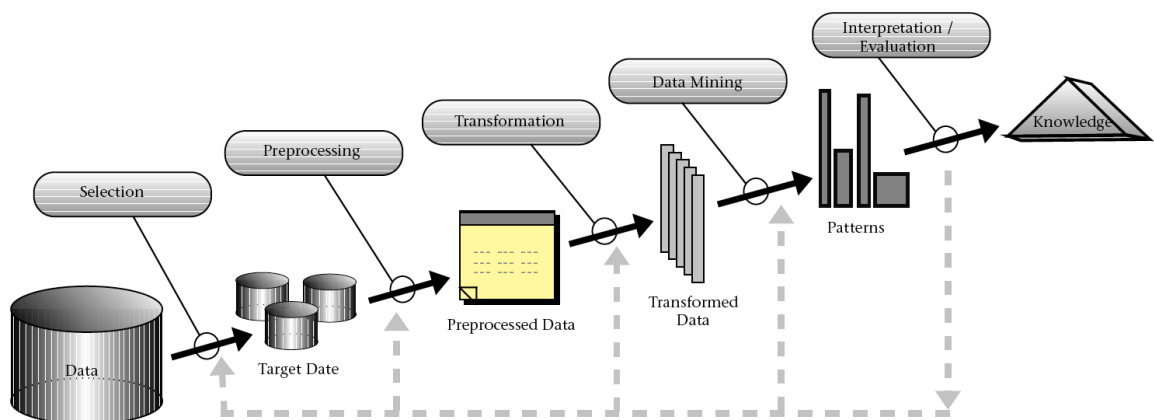 Interpretation /
Evaluation
Data Mining
Transformation
Preprocessing
Selection
Knowledge
Patterns
Transformed
Data
Preprocessed Data
Target Date
Data